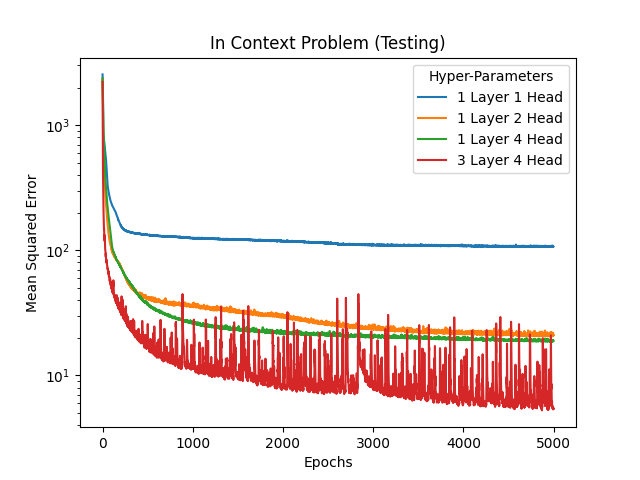 In Context Problem (Testing)
Hyper-Parameters
1 Layer 1 Head
1 Layer 2 Head
1 Layer 4 Head
3 Layer 4 Head
Mean Squared Error
10³
10²
10¹
0 1000 2000 3000 4000 5000
Epochs